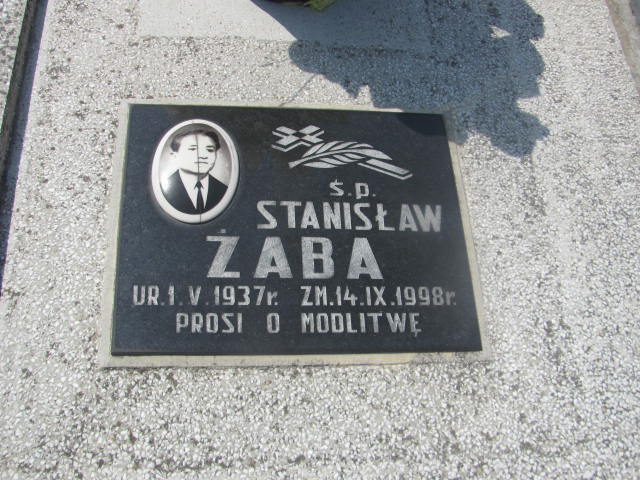 Ś.p.
STANISŁAW
ŻABA
UR.1.V.1937r. ZM.14.IX.1998r.
PROSI O MODLITWĘ